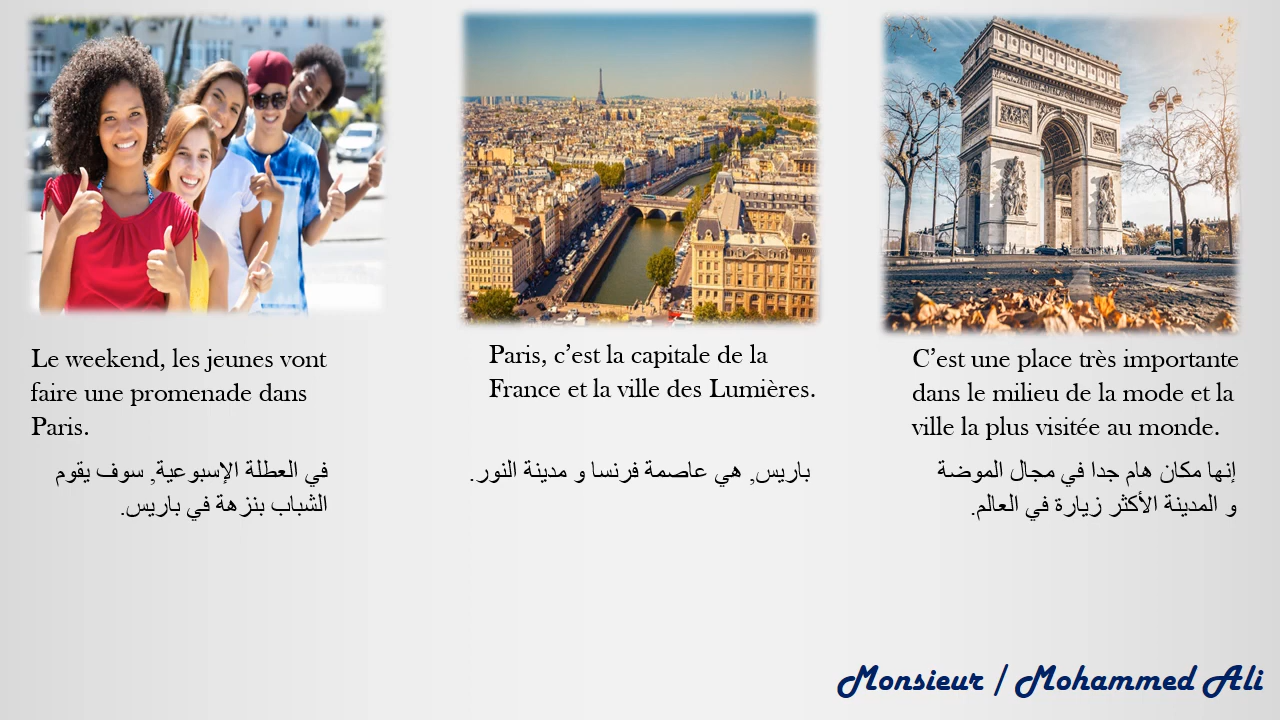 Le weekend, les jeunes vont
faire une promenade dans
Paris.
في العطلة الإسبوعية, سوف يقوم
الشباب بنزهة في باريس.
Paris, c’est la capitale de la
France et la ville des Lumières.
باريس, هي عاصمة فرنسا و مدينة النور.
C’est une place très importante
dans le milieu de la mode et la
ville la plus visitée au monde.
إنها مكان هام جدا في مجال الموضة
و المدينة الأكثر زيارة في العالم.
Monsieur / Mohammed Ali